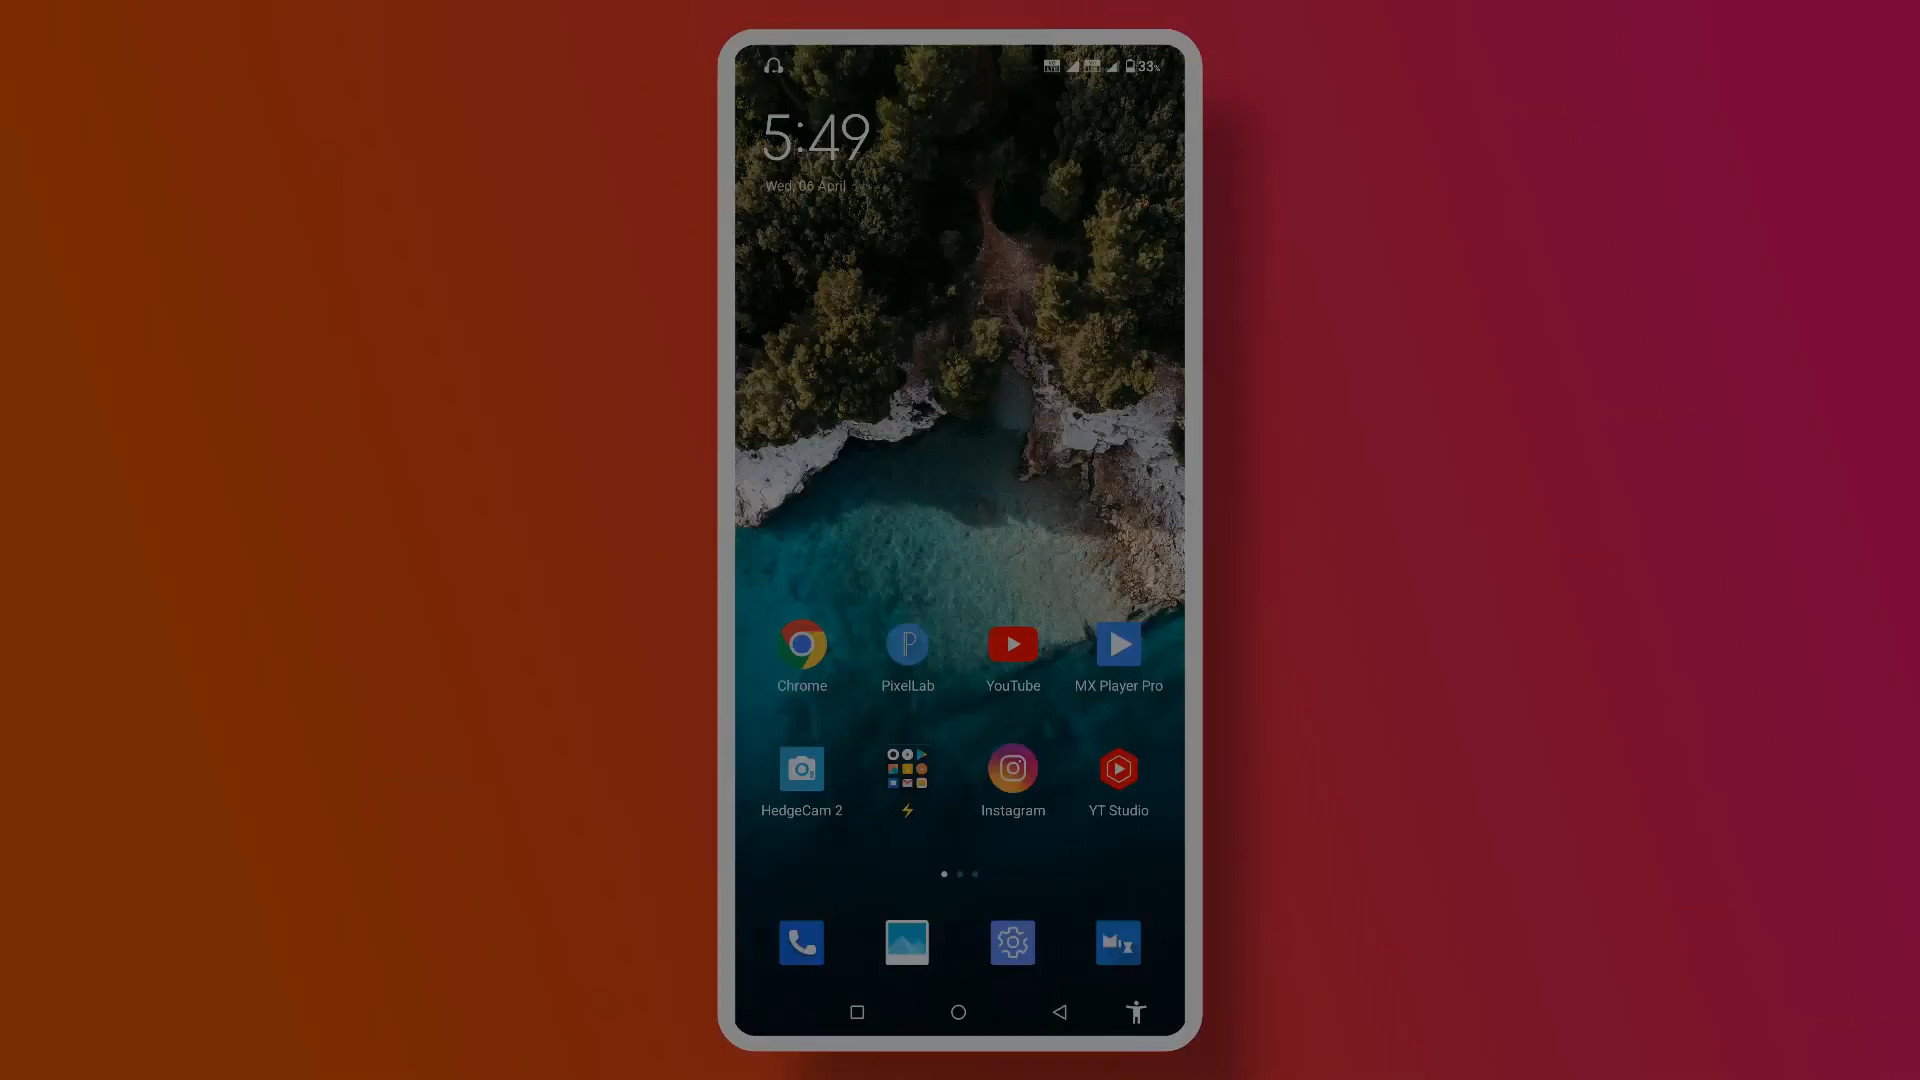 33%
5:49
Wed, 06 April
Chrome PixelLab YouTube MX Player Pro
HedgeCam 2 ⚡ Instagram YT Studio